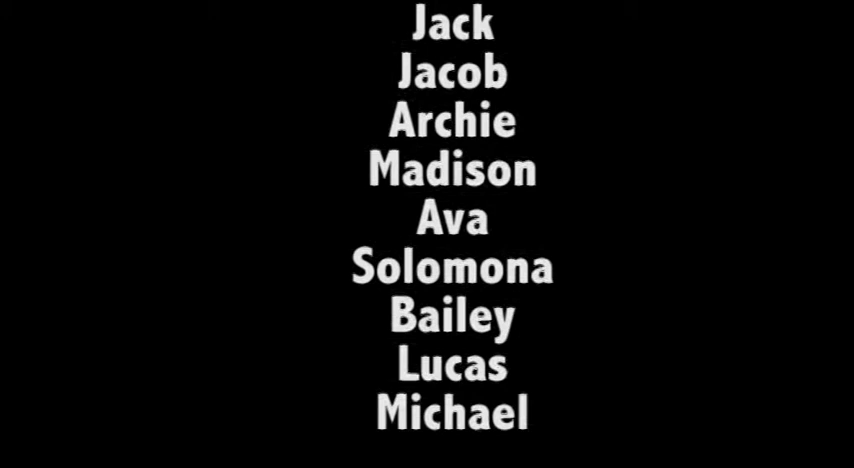 Jack
Jacob
Archie
Madison
Ava
Solomona
Bailey
Lucas
Michael